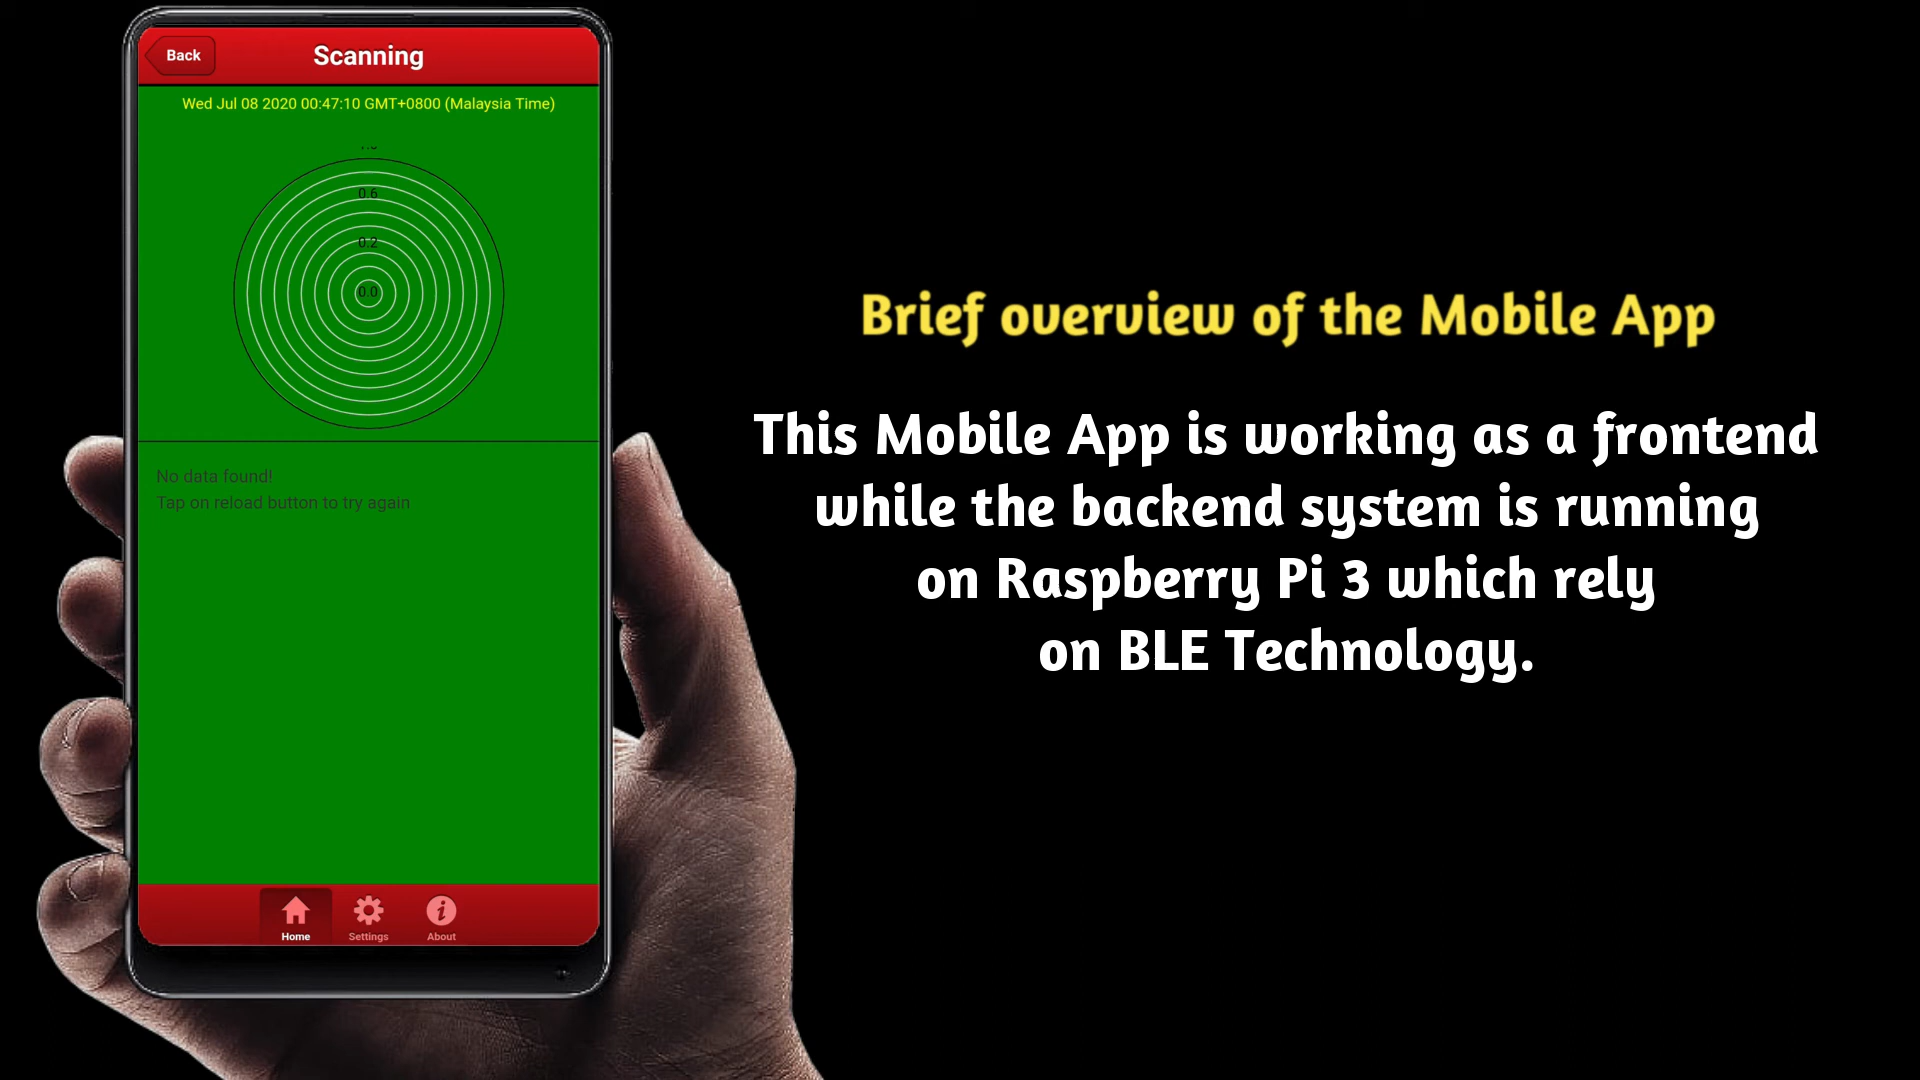 Back
Scanning
Wed Jul 08 2020 00:47:10 GMT+0800 (Malaysia Time)
0.6
0.2
0.0
No data found!
Tap on reload button to try again
Home
Settings
About
Brief overview of the Mobile App
This Mobile App is working as a frontend
while the backend system is running
on Raspberry Pi 3 which rely
on BLE Technology.